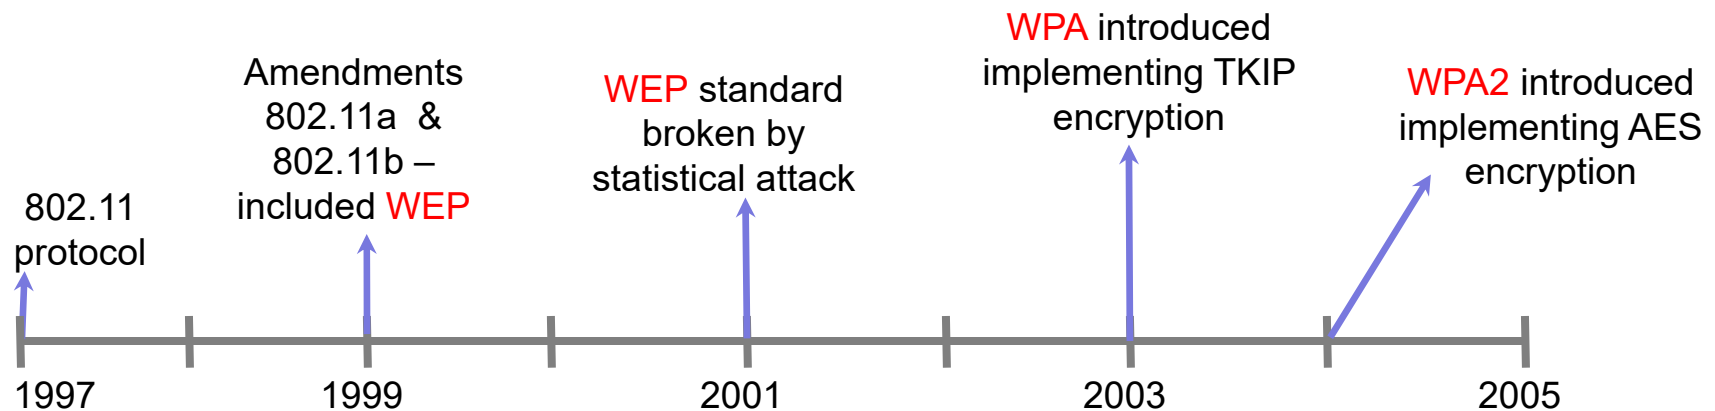 802.11
protocol
Amendments
802.11a &
802.11b –
included WEP
WEP standard
broken by
statistical attack
WPA introduced
implementing TKIP
encryption
WPA2 introduced
implementing AES
encryption
1997
1999
2001
2003
2005